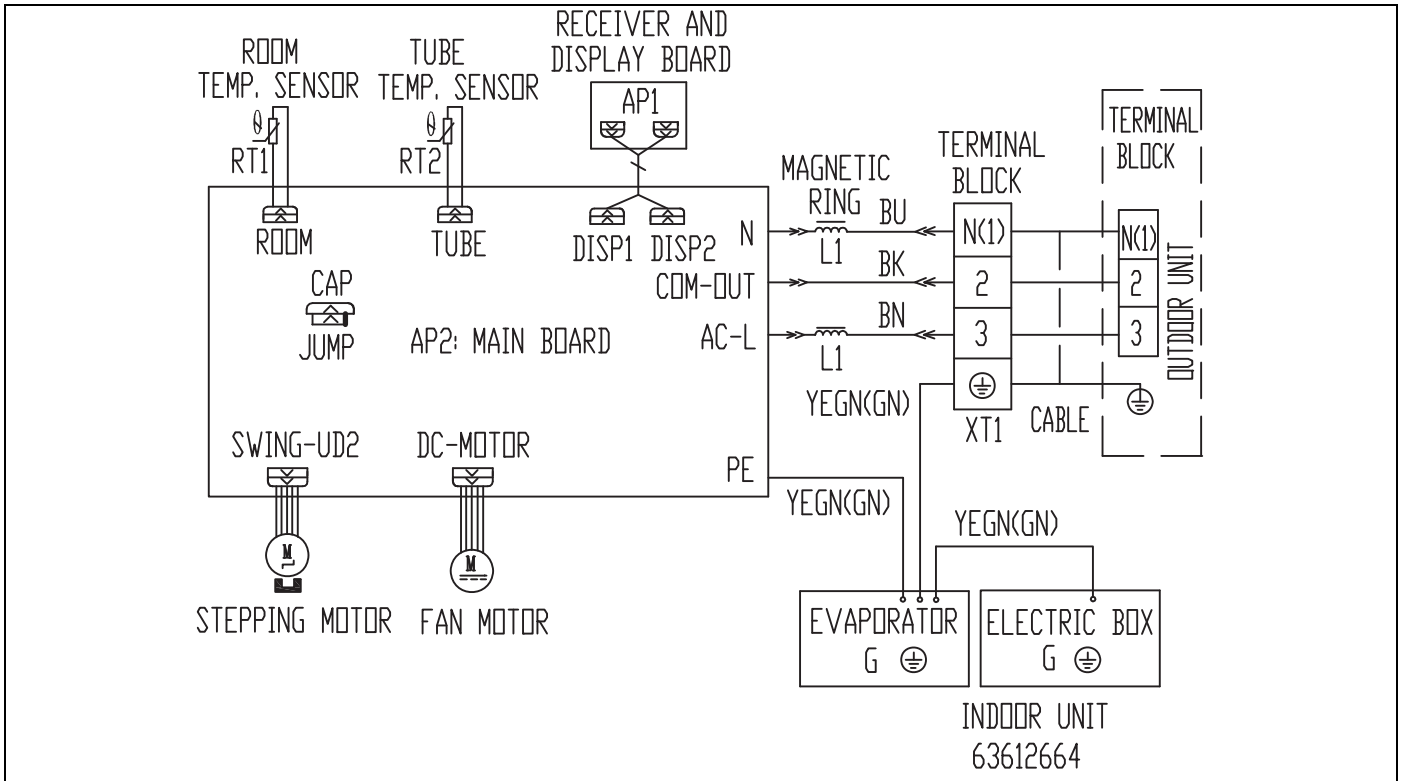 RECEIVER AND
DISPLAY BOARD
AP1
ROOM
TEMP. SENSOR
θ
RT1
TUBE
TEMP. SENSOR
θ
RT2
ROOM
TUBE
DISP1 DISP2
CAP
JUMP
AP2: MAIN BOARD
N
COM-OUT
AC-L
PE
MAGNETIC
RING
L1
BU
BK
BN
L1
YEGN(GN)
TERMINAL
BLOCK
N(1)
2
3
XT1
CABLE
TERMINAL
BLOCK
N(1)
2
3
OUTDOOR UNIT
SWING-UD2
DC-MOTOR
M
M
STEPPING MOTOR
FAN MOTOR
YEGN(GN)
YEGN(GN)
EVAPORATOR
G
ELECTRIC BOX
G
INDOOR UNIT
63612664